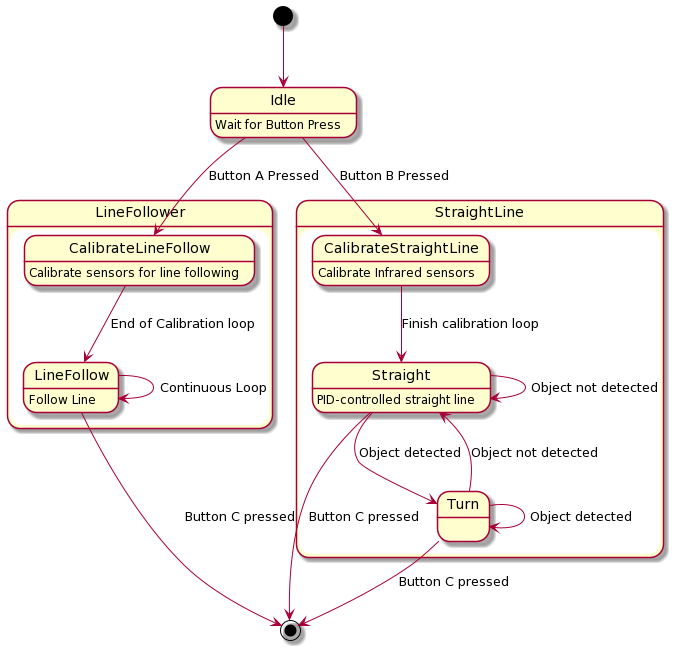 Idle
Wait for Button Press
Button A Pressed
Button B Pressed
LineFollower
StraightLine
CalibrateLineFollow
Calibrate sensors for line following
CalibrateStraightLine
Calibrate Infrared sensors
End of Calibration loop
Finish calibration loop
LineFollow
Follow Line
Continuous Loop
Straight
PID-controlled straight line
Object not detected
Object detected
Object not detected
Turn
Object detected
Button C pressed
Button C pressed
Button C pressed